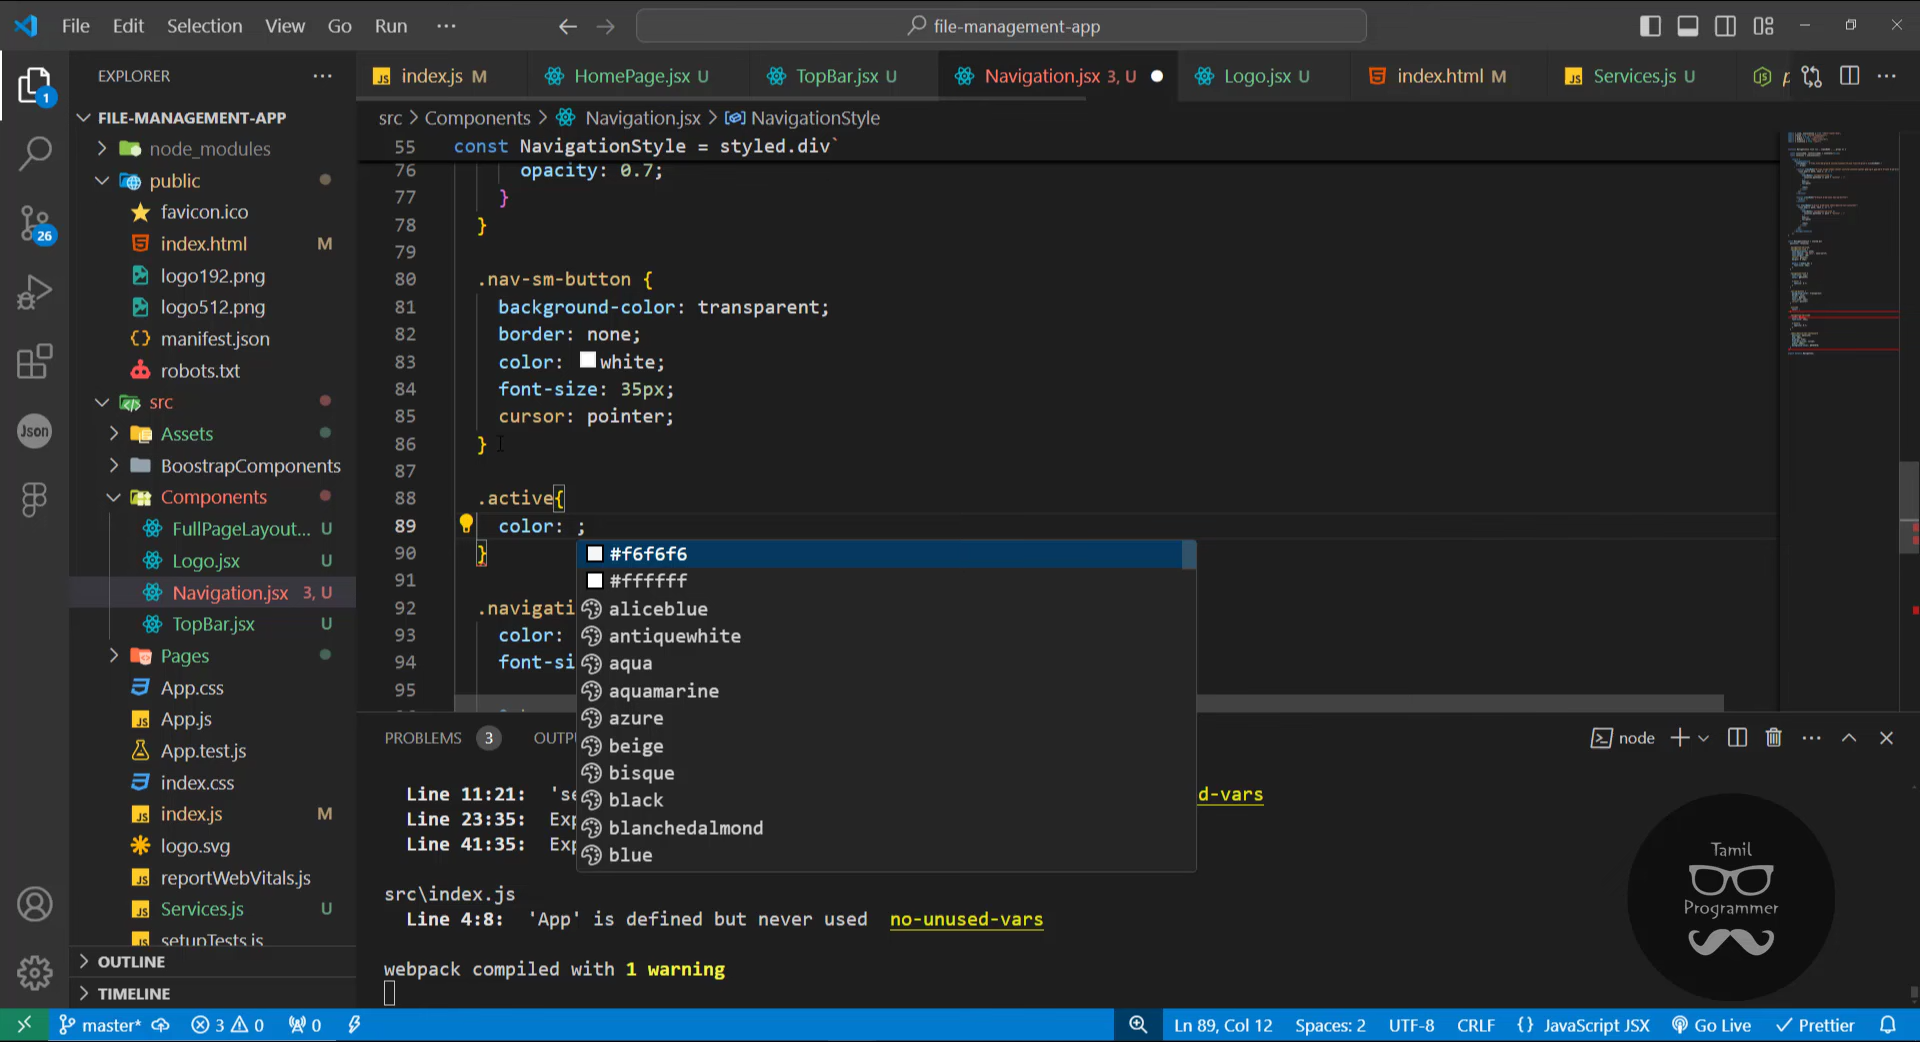 File Edit Selection View Go Run ···
file-management-app
EXPLORER ···
FILE-MANAGEMENT-APP
node_modules
public
favicon.ico
index.html M
logo192.png
logo512.png
manifest.json
robots.txt
src
Assets
BoostrapComponents
Components
FullPageLayout... U
Logo.jsx U
Navigation.jsx 3, U
TopBar.jsx U
Pages
App.css
App.js
App.test.js
index.css
index.js M
logo.svg
reportWebVitals.js
Services.js U
setupTests.js
OUTLINE
TIMELINE
1
26
Json
index.js M
HomePage.jsx U
TopBar.jsx U
Navigation.jsx 3, U
Logo.jsx U
index.html M
Services.js U
src > Components > Navigation.jsx > NavigationStyle
55 const NavigationStyle = styled.div`
76 opacity: 0.7;
77 }
78 }
79
80 .nav-sm-button {
81 background-color: transparent;
82 border: none;
83 color: white;
84 font-size: 35px;
85 cursor: pointer;
86 }
87
88 .active{
89 color: ;
90 }
91
92 .navigati
93 color:
94 font-si
95
#f6f6f6
#ffffff
aliceblue
antiquewhite
aqua
aquamarine
azure
beige
bisque
black
blanchedalmond
blue
PROBLEMS 3 OUTPU
node
Line 11:21: 'se d-vars
Line 23:35: Exp
Line 41:35: Exp
src\index.js
Line 4:8: 'App' is defined but never used no-unused-vars
webpack compiled with 1 warning
Tamil
Programmer
master* 3 0 0
Ln 89, Col 12 Spaces: 2 UTF-8 CRLF {} JavaScript JSX Go Live Prettier